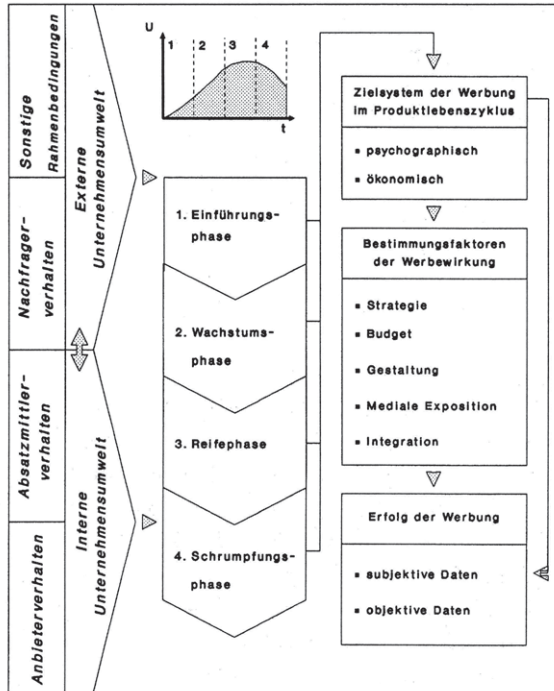 Sonstige
Rahmenbedingungen
Nachfrager-
verhalten
Absatzmittler-
verhalten
Anbieterverhalten
Externe
Unternehmensumwelt
Interne
Unternehmensumwelt
U
1 2 3 4
t
1. Einführungs-
phase
2. Wachstums-
phase
3. Reifephase
4. Schrumpfungs-
phase
Zielsystem der Werbung
im Produktlebenszyklus
▪ psychographisch
▪ ökonomisch
Bestimmungsfaktoren
der Werbewirkung
▪ Strategie
▪ Budget
▪ Gestaltung
▪ Mediale Exposition
▪ Integration
Erfolg der Werbung
▪ subjektive Daten
▪ objektive Daten